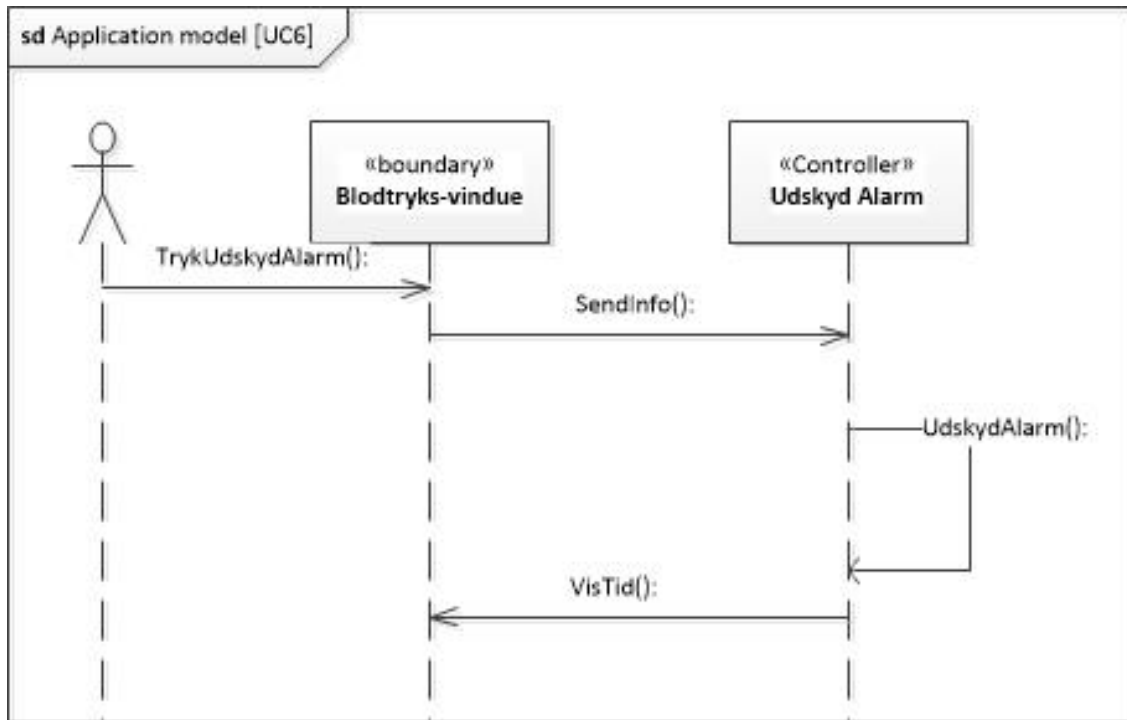 sd Application model [UC6]
«boundary»
Blodtryks-vindue
«Controller»
Udskyd Alarm
TrykUdskydAlarm():
SendInfo():
UdskydAlarm():
VisTid():